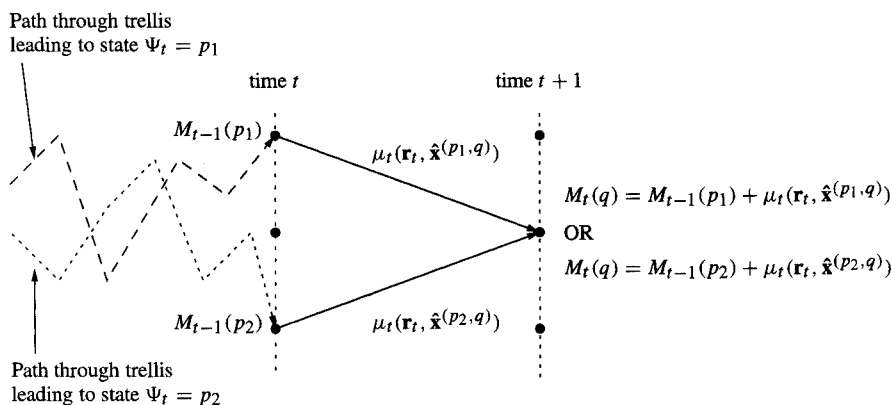 Path through trellis
leading to state Ψ_t = p_1
time t
time t + 1
M_{t−1}(p_1)
μ_t(r_t, x̂^{(p_1,q)})
M_t(q) = M_{t−1}(p_1) + μ_t(r_t, x̂^{(p_1,q)})
OR
M_t(q) = M_{t−1}(p_2) + μ_t(r_t, x̂^{(p_2,q)})
M_{t−1}(p_2)
μ_t(r_t, x̂^{(p_2,q)})
Path through trellis
leading to state Ψ_t = p_2